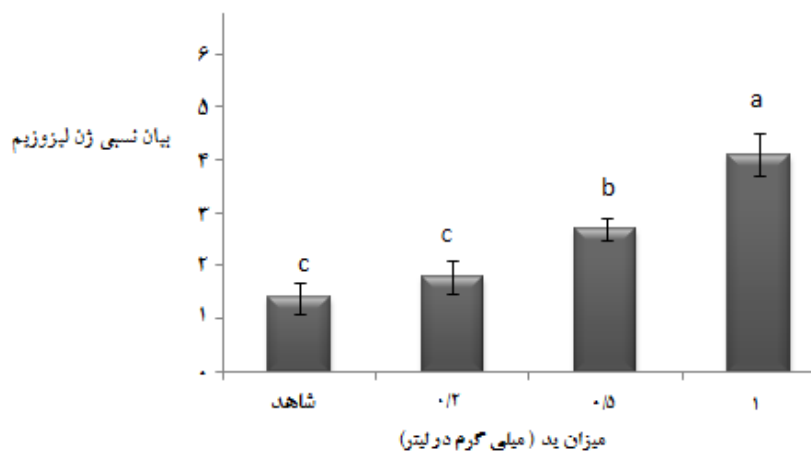 ۶
۵
۴
۳
۲
۱
۰
بیان نسبی ژن لیزوزیم
c
c
b
a
شاهد
۰/۲
۰/۵
۱
میزان ید ( میلی گرم در لیتر)